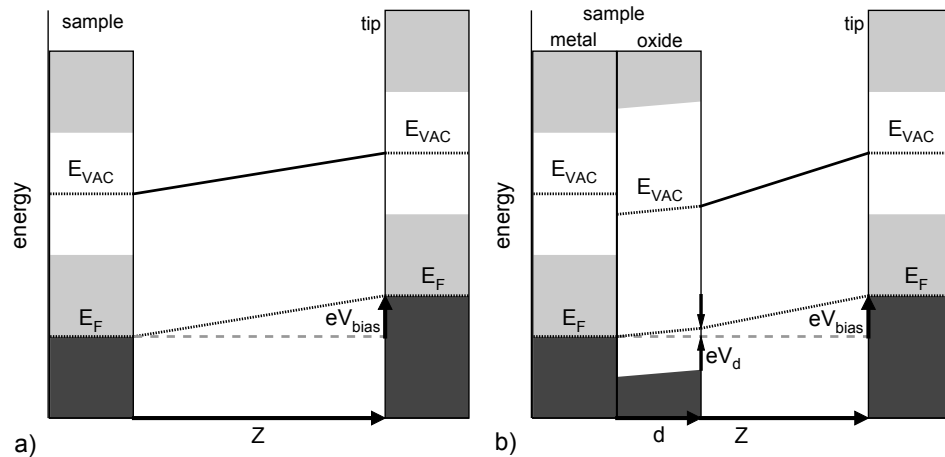 sample
tip
E_VAC
E_VAC
energy
E_F
E_F
eV_bias
Z
a)
sample
metal
oxide
tip
E_VAC
E_VAC
E_VAC
energy
E_F
E_F
eV_bias
eV_d
d
Z
b)